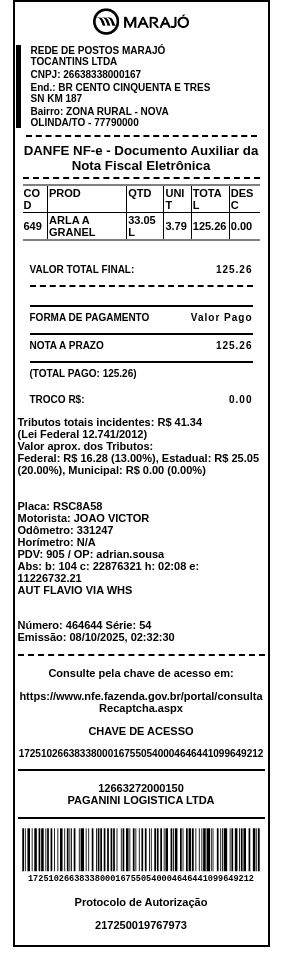 MARAJÓ
REDE DE POSTOS MARAJÓ
TOCANTINS LTDA
CNPJ: 26638338000167
End.: BR CENTO CINQUENTA E TRES
SN KM 187
Bairro: ZONA RURAL - NOVA
OLINDA/TO - 77790000
DANFE NF-e - Documento Auxiliar da
Nota Fiscal Eletrônica
COD PROD QTD UNIT TOTAL DESC
649 ARLA A GRANEL 33.05 L 3.79 125.26 0.00
VALOR TOTAL FINAL: 125.26
FORMA DE PAGAMENTO Valor Pago
NOTA A PRAZO 125.26
(TOTAL PAGO: 125.26)
TROCO R$: 0.00
Tributos totais incidentes: R$ 41.34
(Lei Federal 12.741/2012)
Valor aprox. dos Tributos:
Federal: R$ 16.28 (13.00%), Estadual: R$ 25.05
(20.00%), Municipal: R$ 0.00 (0.00%)
Placa: RSC8A58
Motorista: JOAO VICTOR
Odômetro: 331247
Horímetro: N/A
PDV: 905 / OP: adrian.sousa
Abs: b: 104 c: 22876321 h: 02:08 e:
11226732.21
AUT FLAVIO VIA WHS
Número: 464644 Série: 54
Emissão: 08/10/2025, 02:32:30
Consulte pela chave de acesso em:
https://www.nfe.fazenda.gov.br/portal/consulta
Recaptcha.aspx
CHAVE DE ACESSO
17251026638338000167550540004646441099649212
12663272000150
PAGANINI LOGISTICA LTDA
17251026638338000167550540004646441099649212
Protocolo de Autorização
217250019767973